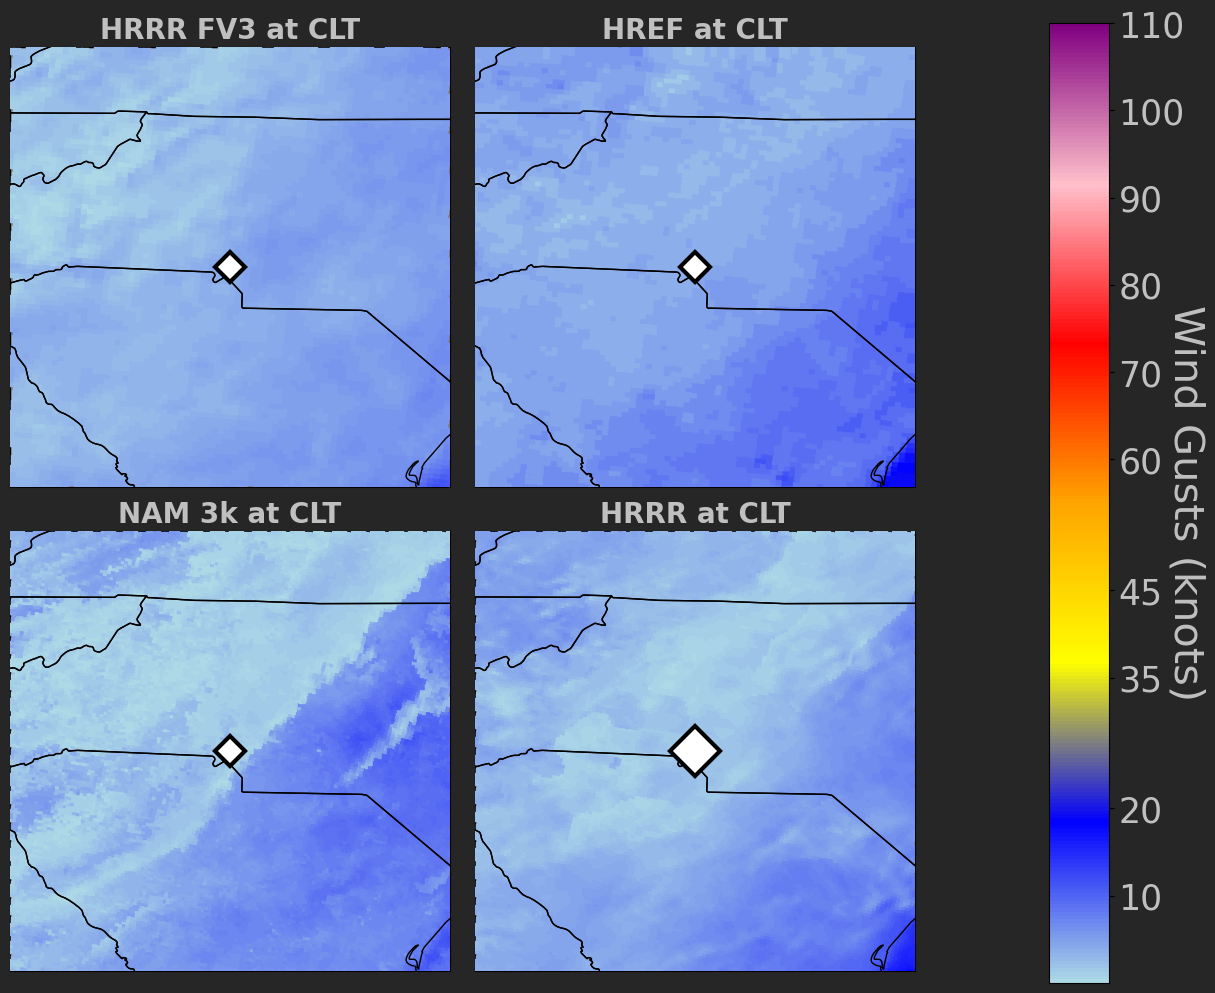 HRRR FV3 at CLT
HREF at CLT
NAM 3k at CLT
HRRR at CLT
110
100
90
80
70
60
45
35
20
10
Wind Gusts (knots)